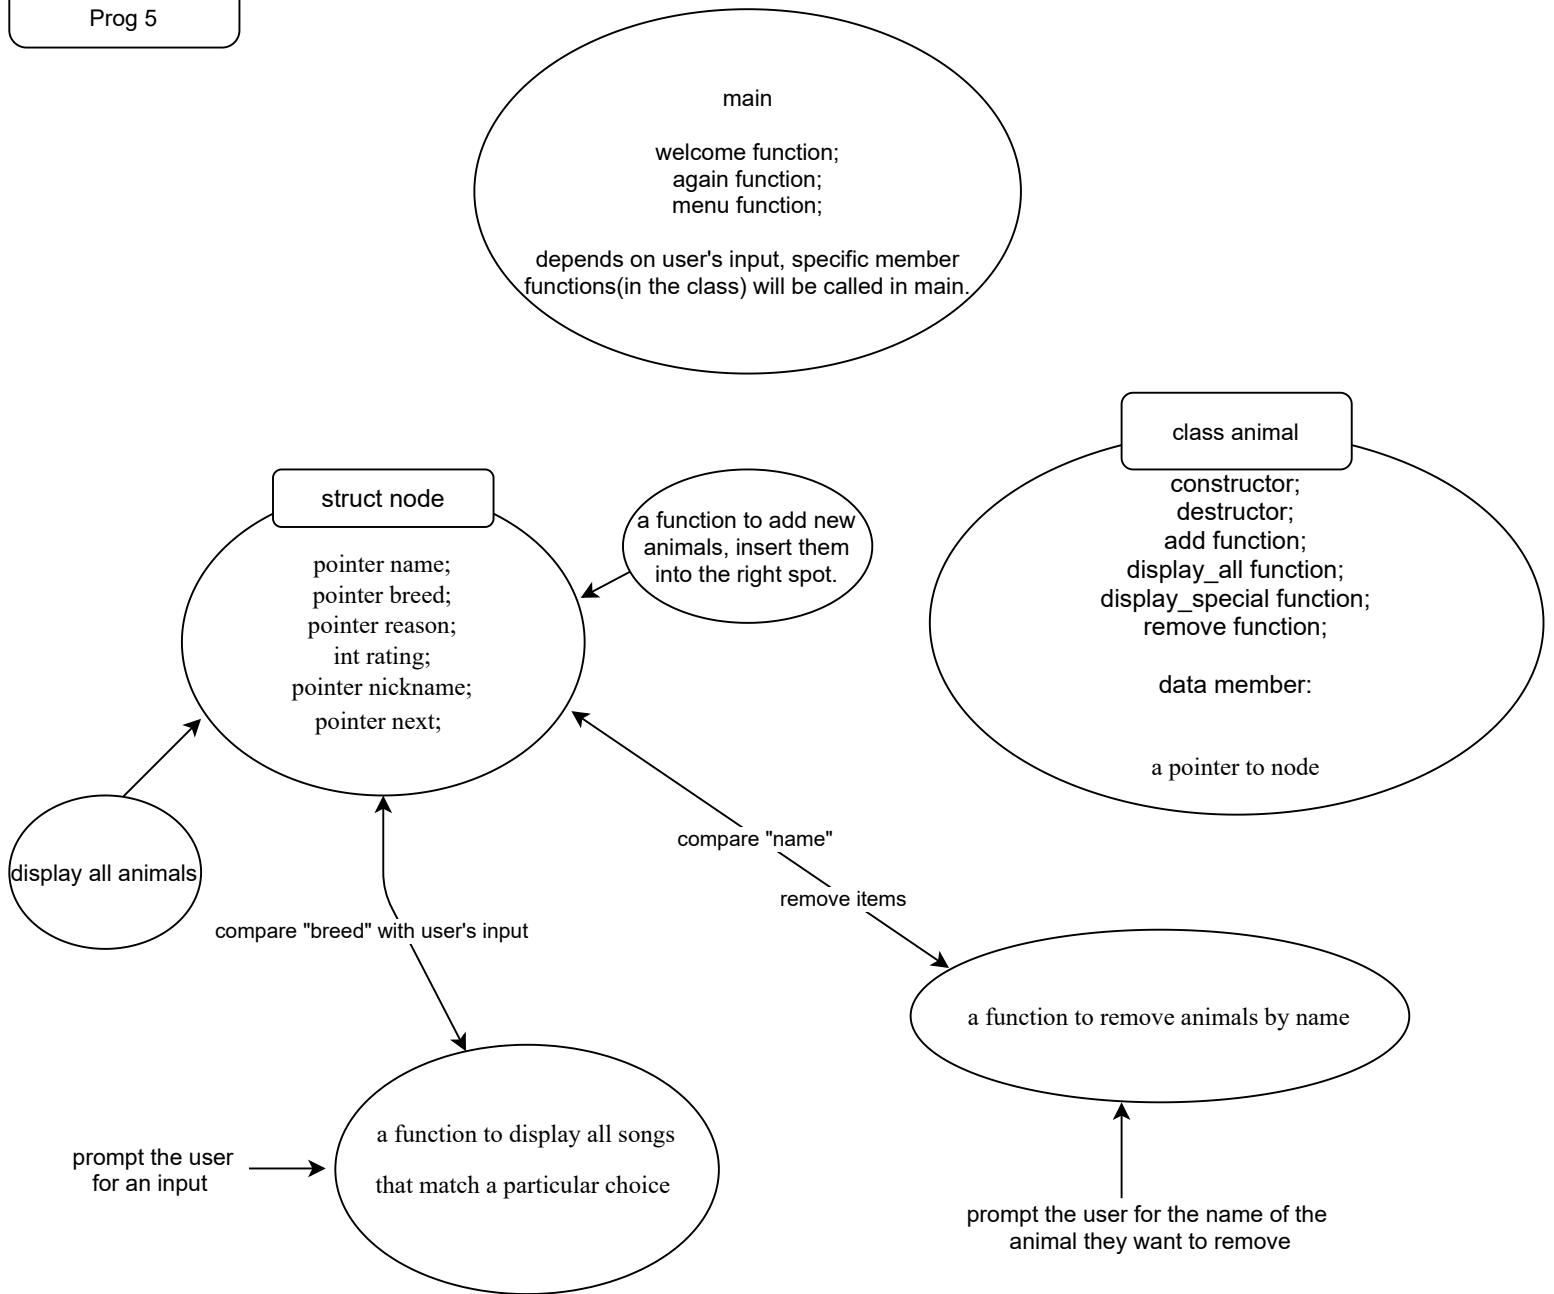 Prog 5
main
welcome function;
again function;
menu function;
depends on user's input, specific member
functions(in the class) will be called in main.
class animal
constructor;
destructor;
add function;
display_all function;
display_special function;
remove function;
data member:
a pointer to node
struct node
pointer name;
pointer breed;
pointer reason;
int rating;
pointer nickname;
pointer next;
a function to add new
animals, insert them
into the right spot.
display all animals
compare "name"
remove items
compare "breed" with user's input
a function to remove animals by name
a function to display all songs
that match a particular choice
prompt the user
for an input
prompt the user for the name of the
animal they want to remove